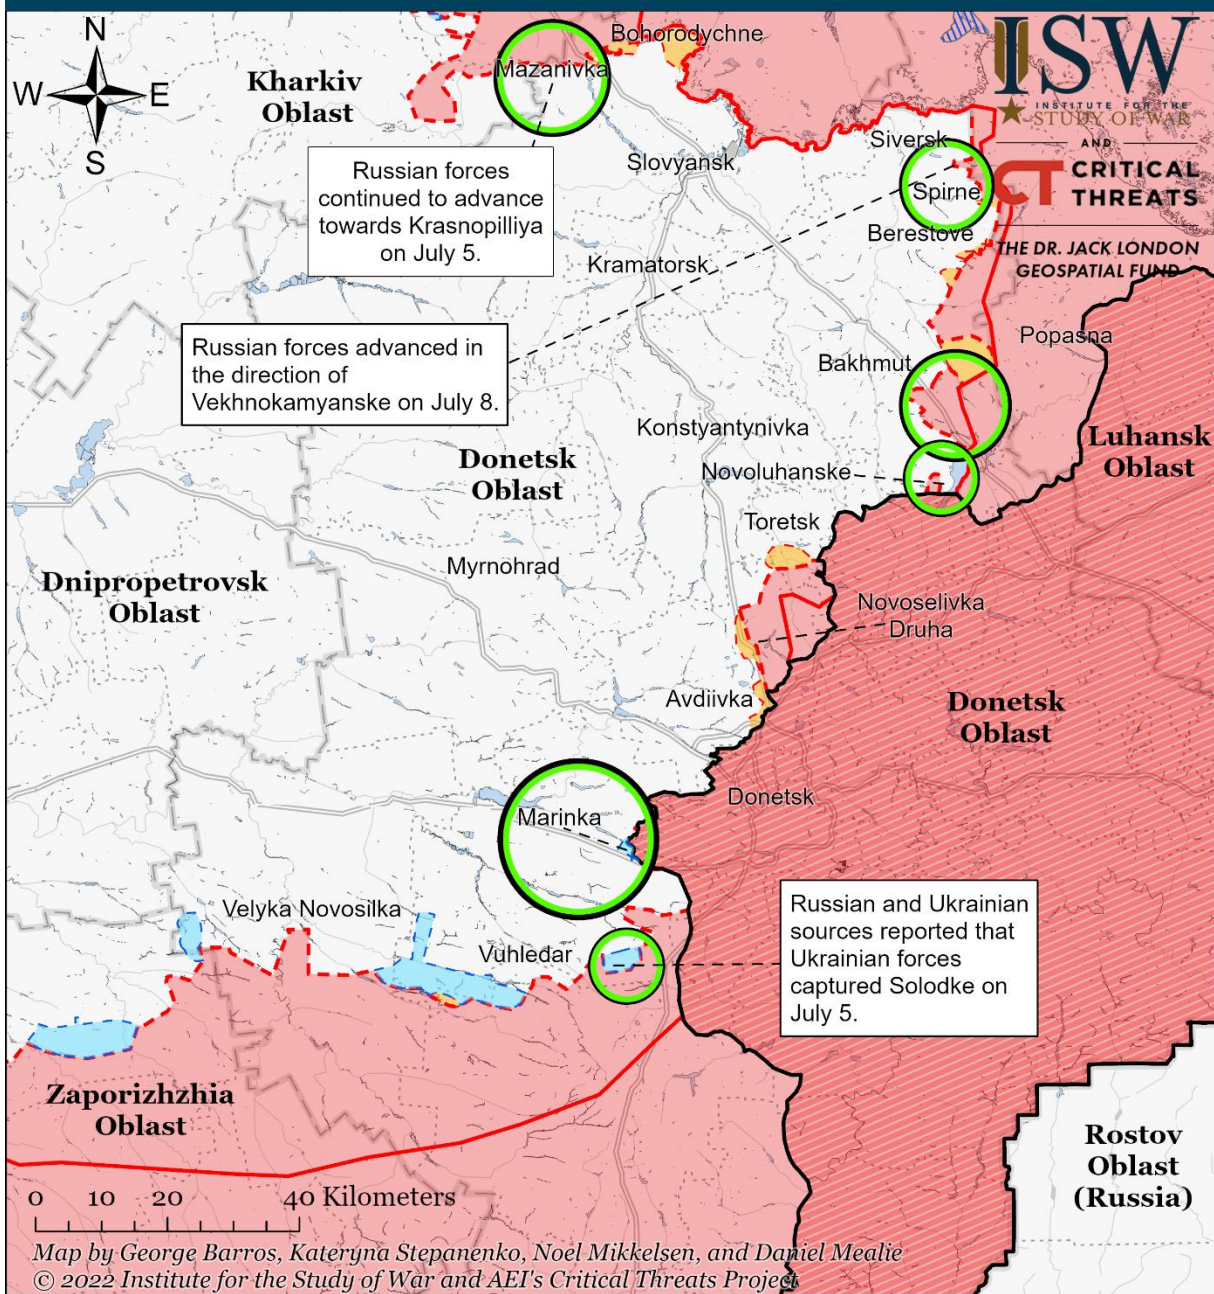 N
W E
S
Kharkiv
Oblast
Mazanivka
Bohorodychne
ISW
INSTITUTE FOR THE
STUDY OF WAR
AND
CT CRITICAL
THREATS
THE DR. JACK LONDON
GEOSPATIAL FUND
Russian forces
continued to advance
towards Krasnopilliya
on July 5.
Slovyansk
Siversk
Spirne
Berestove
Kramatorsk
Russian forces advanced in
the direction of
Vekhnokamyanske on July 8.
Popasna
Bakhmut
Konstyantynivka
Luhansk
Oblast
Donetsk
Oblast
Novoluhanske
Toretsk
Myrnohrad
Dnipropetrovsk
Oblast
Novoselivka
Druha
Avdiivka
Donetsk
Oblast
Donetsk
Marinka
Velyka Novosilka
Vuhledar
Russian and Ukrainian
sources reported that
Ukrainian forces
captured Solodke on
July 5.
Zaporizhzhia
Oblast
Rostov
Oblast
(Russia)
0 10 20 40 Kilometers
Map by George Barros, Kateryna Stepanenko, Noel Mikkelsen, and Daniel Mealie
© 2022 Institute for the Study of War and AEI's Critical Threats Project